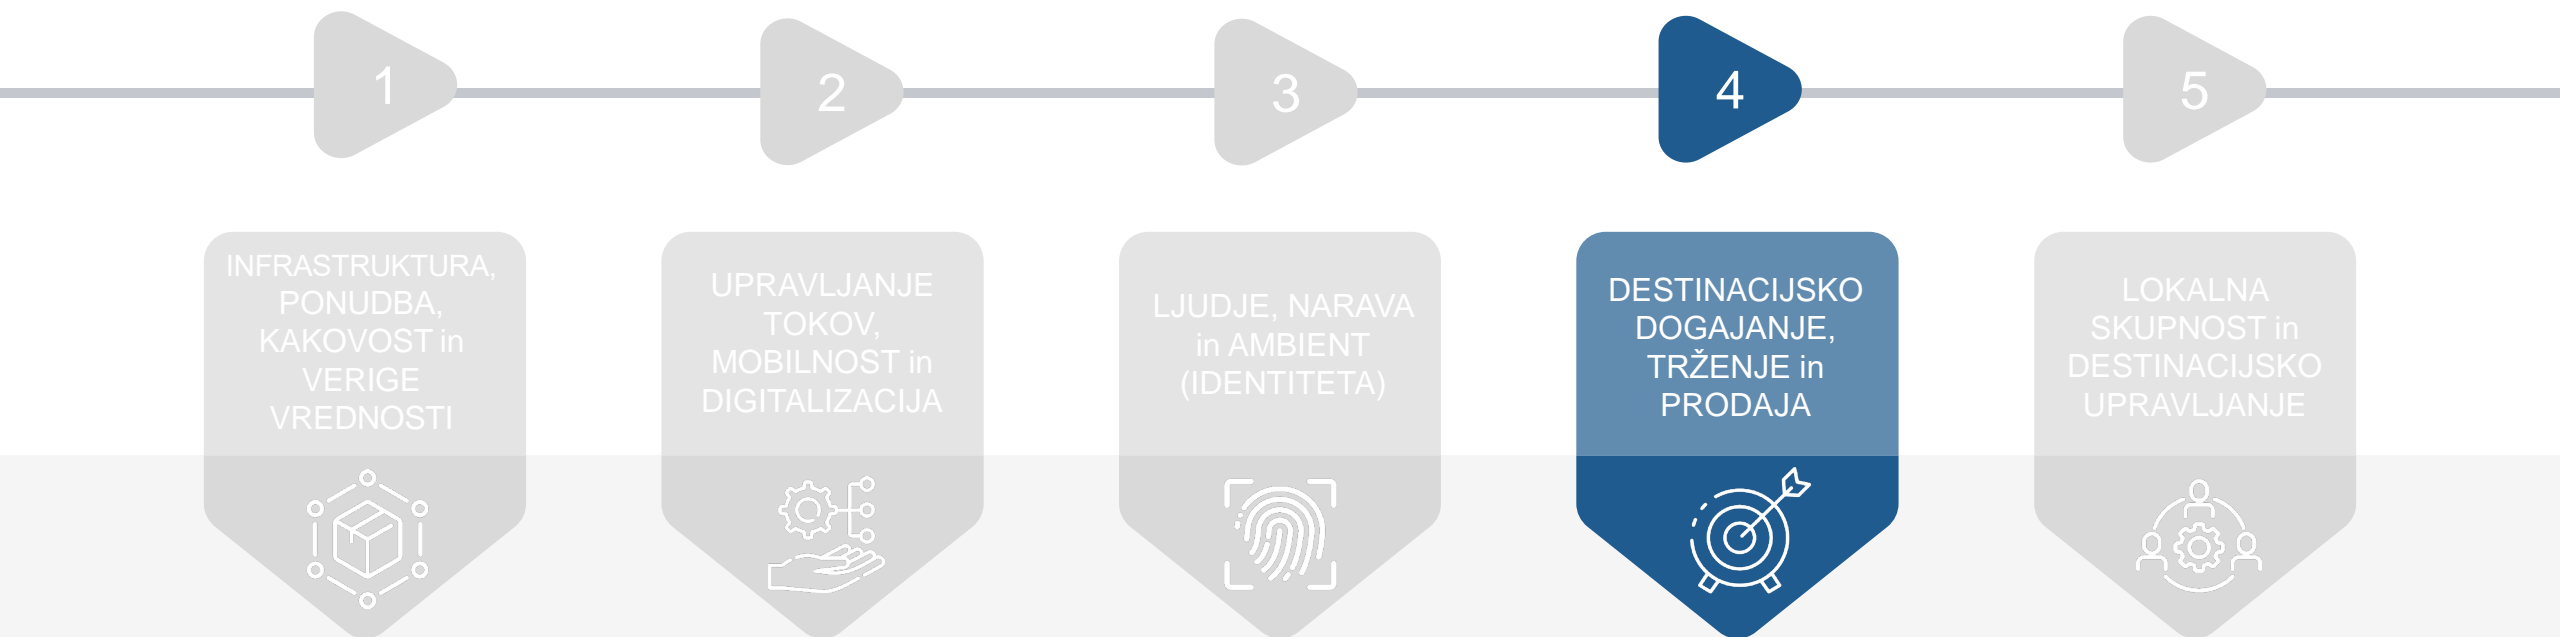 1
2
3
4
5
INFRASTRUKTURA,
PONUDBA,
KAKOVOST in
VERIGE
VREDNOSTI
UPRAVLJANJE
TOKOV,
MOBILNOST in
DIGITALIZACIJA
LJUDJE, NARAVA
in AMBIENT
(IDENTITETA)
DESTINACIJSKO
DOGAJANJE,
TRŽENJE in
PRODAJA
LOKALNA
SKUPNOST in
DESTINACIJSKO
UPRAVLJANJE